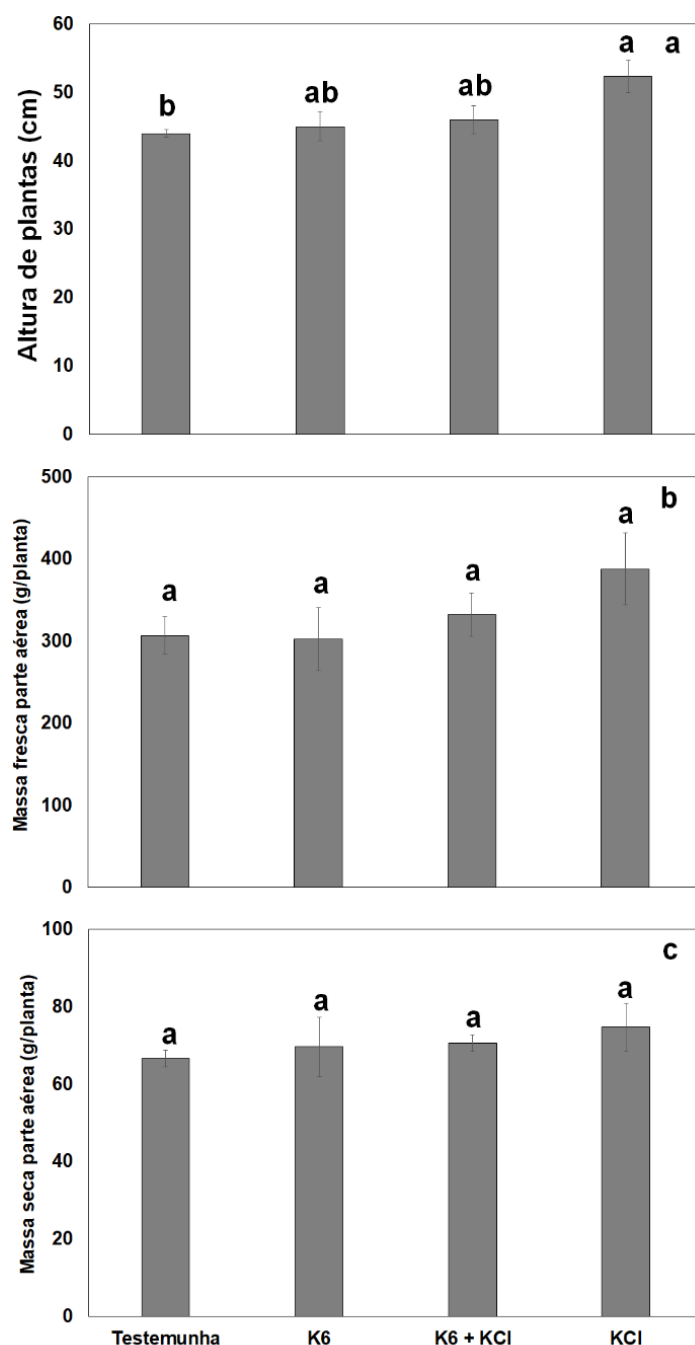 Altura de plantas (cm)
60
50
40
30
20
10
0
b
ab
ab
a
a
Massa fresca parte aérea (g/planta)
500
400
300
200
100
0
a
a
a
a
b
Massa seca parte aérea (g/planta)
100
80
60
40
20
0
a
a
a
a
c
Testemunha K6 K6 + KCl KCl